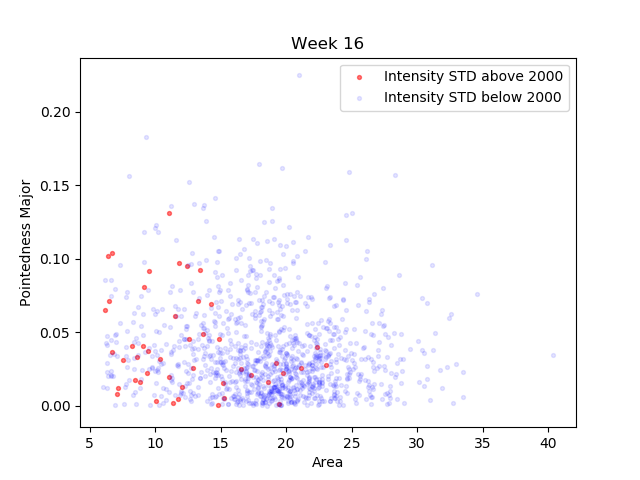 Week 16
Intensity STD above 2000
Intensity STD below 2000
0.20
0.15
0.10
0.05
0.00
Pointedness Major
5 10 15 20 25 30 35 40
Area